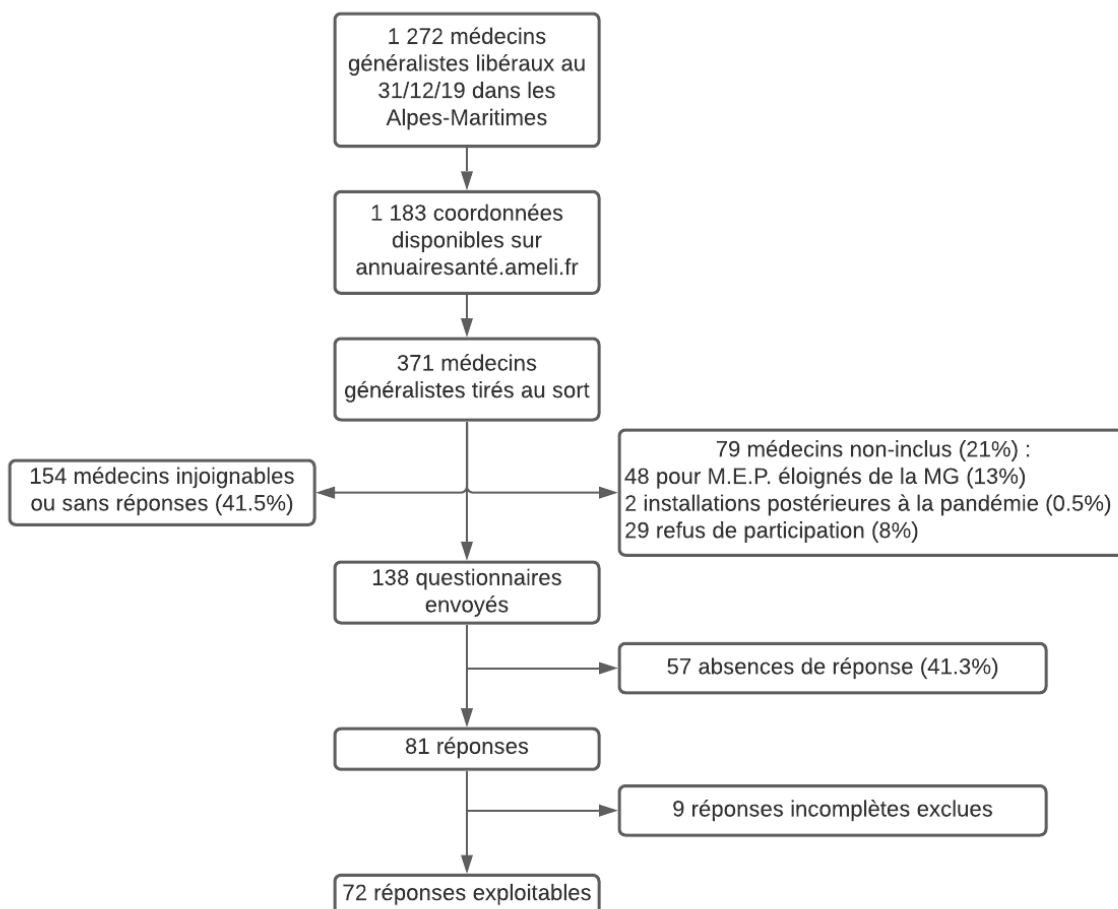 1 272 médecins
généralistes libéraux au
31/12/19 dans les
Alpes-Maritimes
1 183 coordonnées
disponibles sur
annuairesanté.ameli.fr
371 médecins
généralistes tirés au sort
154 médecins injoignables
ou sans réponses (41.5%)
79 médecins non-inclus (21%) :
48 pour M.E.P. éloignés de la MG (13%)
2 installations postérieures à la pandémie (0.5%)
29 refus de participation (8%)
138 questionnaires
envoyés
57 absences de réponse (41.3%)
81 réponses
9 réponses incomplètes exclues
72 réponses exploitables